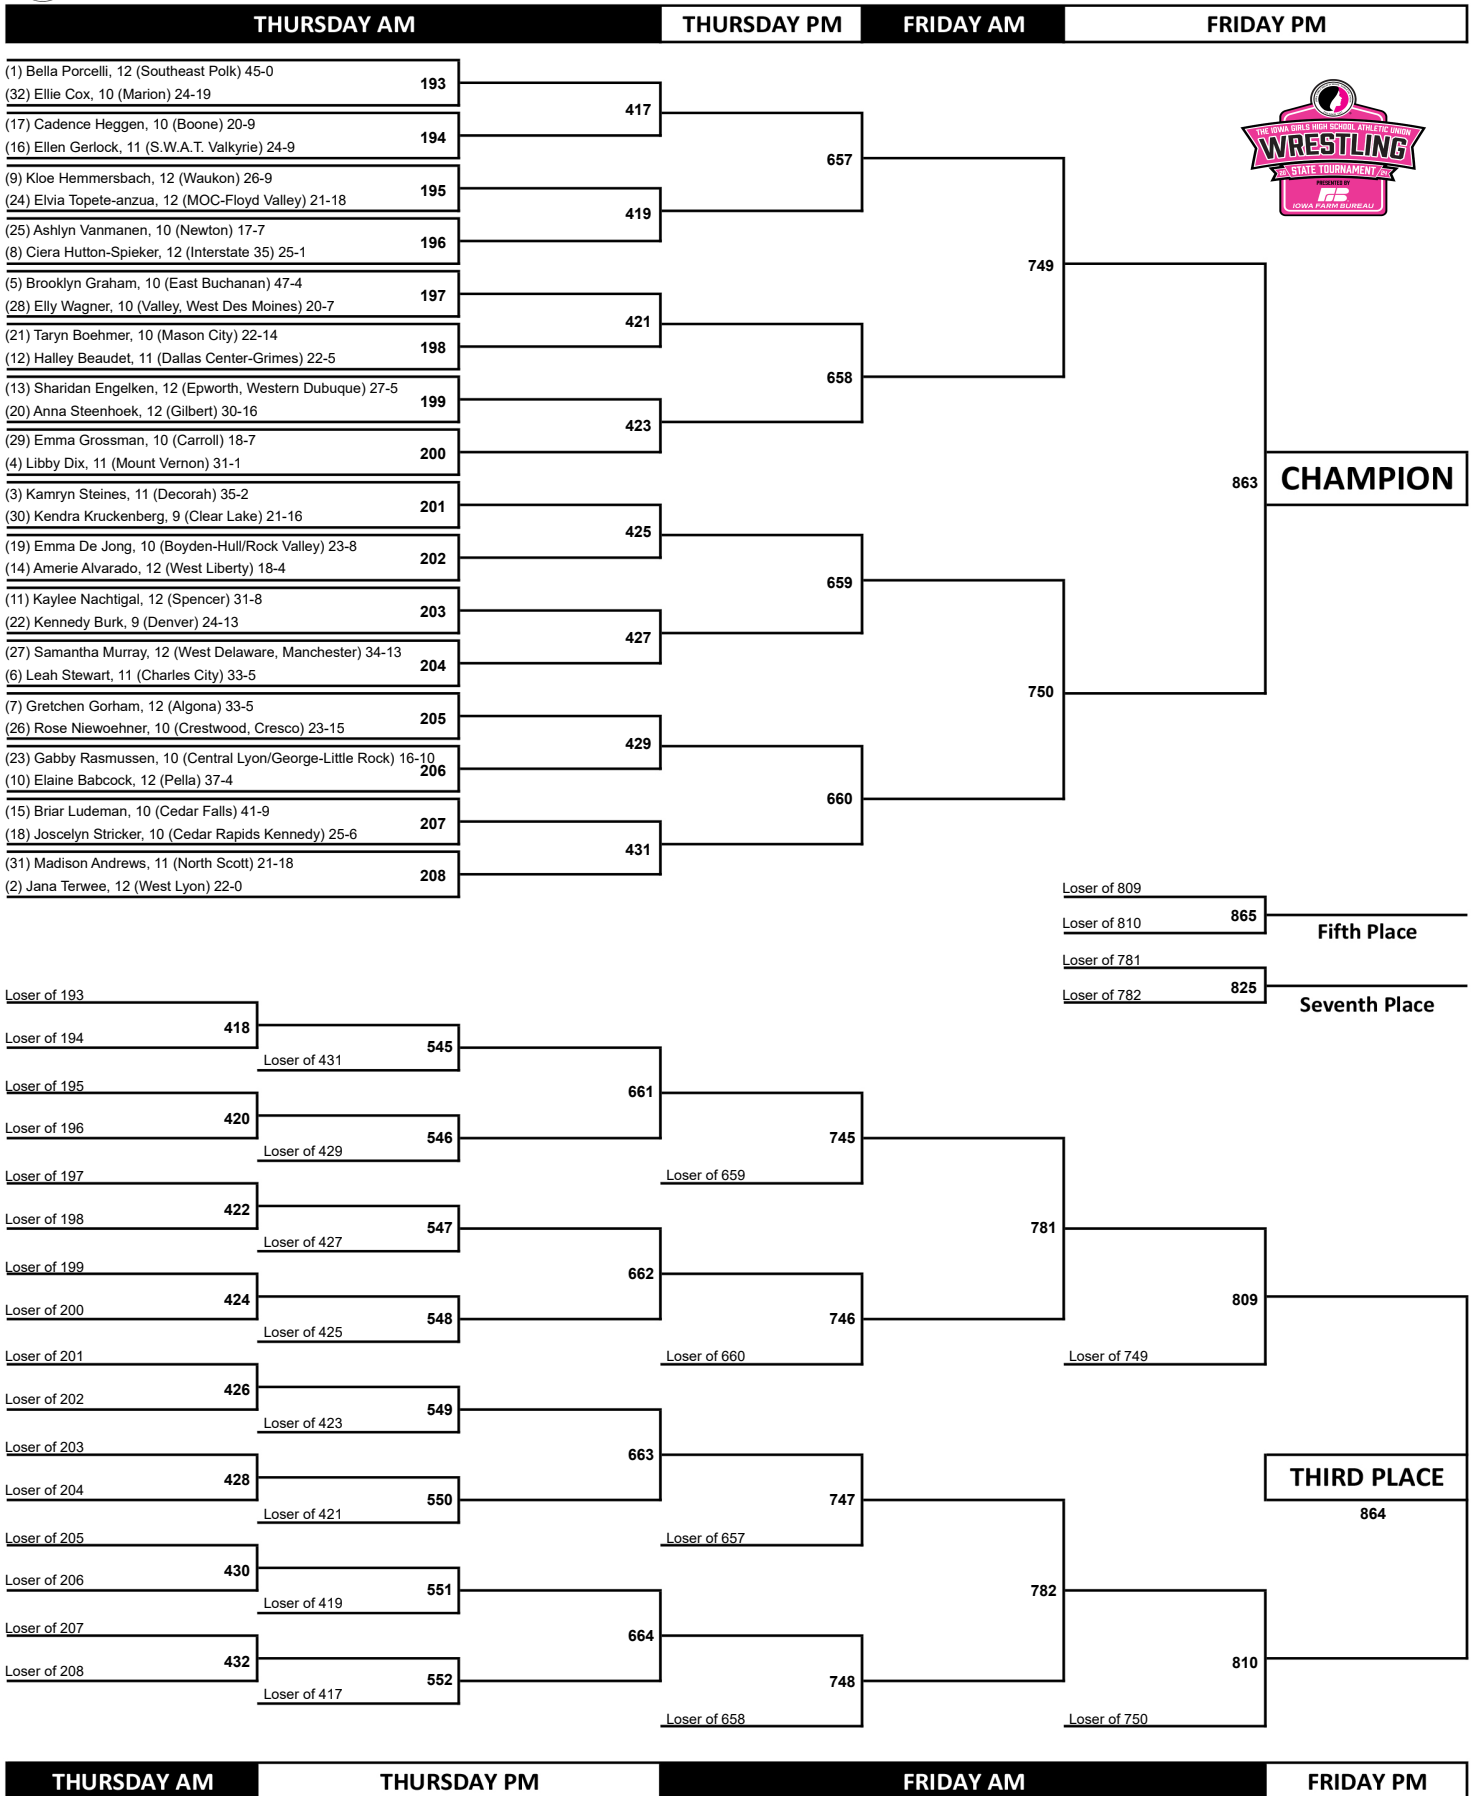 THURSDAY AM THURSDAY PM FRIDAY AM FRIDAY PM
(1) Bella Porcelli, 12 (Southeast Polk) 45-0
193
(32) Ellie Cox, 10 (Marion) 24-19
417
(17) Cadence Heggen, 10 (Boone) 20-9
194
(16) Ellen Gerlock, 11 (S.W.A.T. Valkyrie) 24-9
657
(9) Kloe Hemmersbach, 12 (Waukon) 26-9
195
(24) Elvia Topete-anzua, 12 (MOC-Floyd Valley) 21-18
419
(25) Ashlyn Vanmanen, 10 (Newton) 17-7
196
(8) Ciera Hutton-Spieker, 12 (Interstate 35) 25-1
749
(5) Brooklyn Graham, 10 (East Buchanan) 47-4
197
(28) Elly Wagner, 10 (Valley, West Des Moines) 20-7
421
(21) Taryn Boehmer, 10 (Mason City) 22-14
198
(12) Halley Beaudet, 11 (Dallas Center-Grimes) 22-5
658
(13) Sharidan Engelken, 12 (Epworth, Western Dubuque) 27-5
199
(20) Anna Steenhoek, 12 (Gilbert) 30-16
423
(29) Emma Grossman, 10 (Carroll) 18-7
200
(4) Libby Dix, 11 (Mount Vernon) 31-1
863
CHAMPION
(3) Kamryn Steines, 11 (Decorah) 35-2
201
(30) Kendra Kruckenberg, 9 (Clear Lake) 21-16
425
(19) Emma De Jong, 10 (Boyden-Hull/Rock Valley) 23-8
202
(14) Amerie Alvarado, 12 (West Liberty) 18-4
659
(11) Kaylee Nachtigal, 12 (Spencer) 31-8
203
(22) Kennedy Burk, 9 (Denver) 24-13
427
(27) Samantha Murray, 12 (West Delaware, Manchester) 34-13
204
(6) Leah Stewart, 11 (Charles City) 33-5
750
(7) Gretchen Gorham, 12 (Algona) 33-5
205
(26) Rose Niewoehner, 10 (Crestwood, Cresco) 23-15
429
(23) Gabby Rasmussen, 10 (Central Lyon/George-Little Rock) 16-10
206
(10) Elaine Babcock, 12 (Pella) 37-4
660
(15) Briar Ludeman, 10 (Cedar Falls) 41-9
207
(18) Joscelyn Stricker, 10 (Cedar Rapids Kennedy) 25-6
431
(31) Madison Andrews, 11 (North Scott) 21-18
208
(2) Jana Terwee, 12 (West Lyon) 22-0
THE IOWA GIRLS HIGH SCHOOL ATHLETIC UNION
WRESTLING
STATE TOURNAMENT
PRESENTED BY
FB
IOWA FARM BUREAU
Loser of 809
865
Loser of 810
Fifth Place
Loser of 781
825
Loser of 782
Seventh Place
Loser of 193
418
Loser of 194
545
Loser of 431
661
Loser of 195
420
Loser of 196
546
Loser of 429
745
Loser of 659
Loser of 197
422
Loser of 198
547
Loser of 427
781
662
Loser of 199
424
Loser of 200
548
Loser of 425
746
Loser of 660
809
Loser of 749
Loser of 201
426
Loser of 202
549
Loser of 423
663
Loser of 203
428
Loser of 204
550
Loser of 421
747
Loser of 657
THIRD PLACE
864
Loser of 205
430
Loser of 206
551
Loser of 419
782
664
Loser of 207
432
Loser of 208
552
Loser of 417
748
Loser of 658
810
Loser of 750
THURSDAY AM THURSDAY PM FRIDAY AM FRIDAY PM